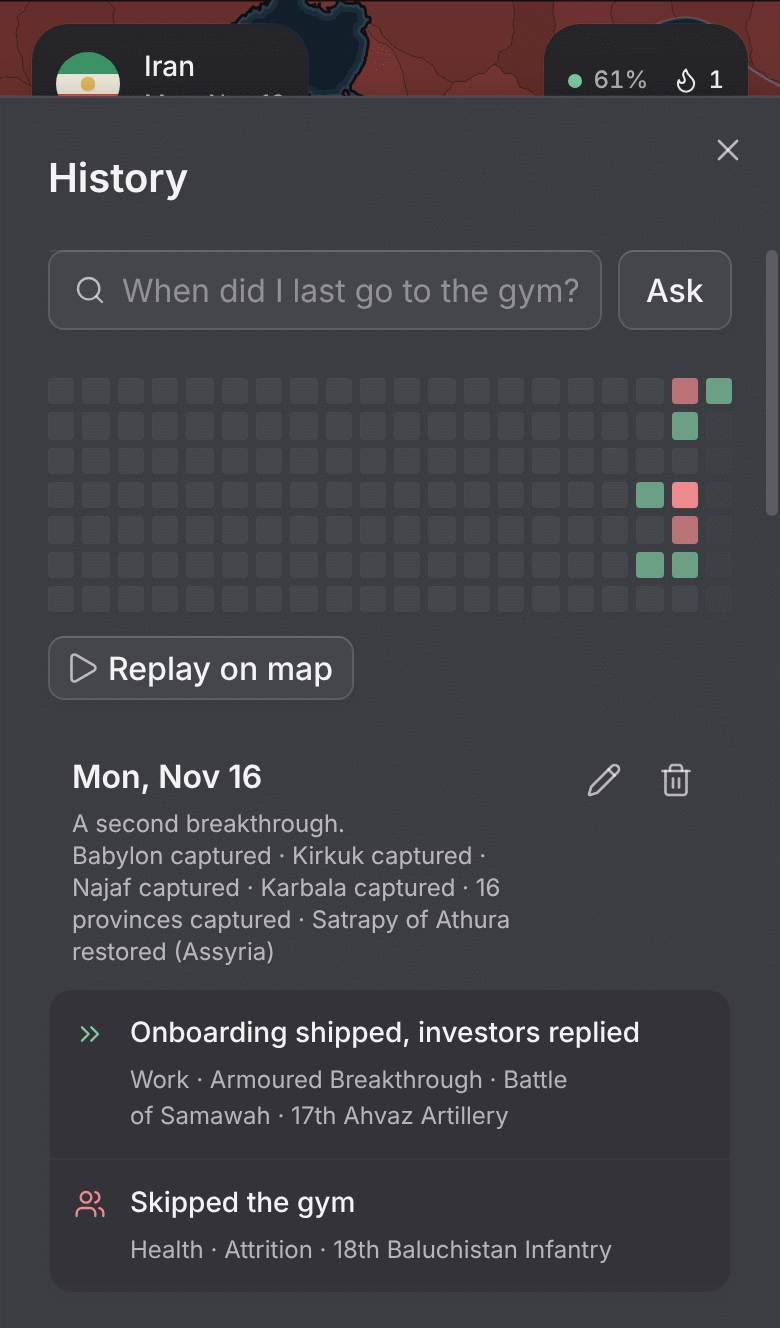 Iran
61%
1
History
When did I last go to the gym?
Ask
Replay on map
Mon, Nov 16
A second breakthrough.
Babylon captured · Kirkuk captured ·
Najaf captured · Karbala captured · 16
provinces captured · Satrapy of Athura
restored (Assyria)
Onboarding shipped, investors replied
Work · Armoured Breakthrough · Battle
of Samawah · 17th Ahvaz Artillery
Skipped the gym
Health · Attrition · 18th Baluchistan Infantry